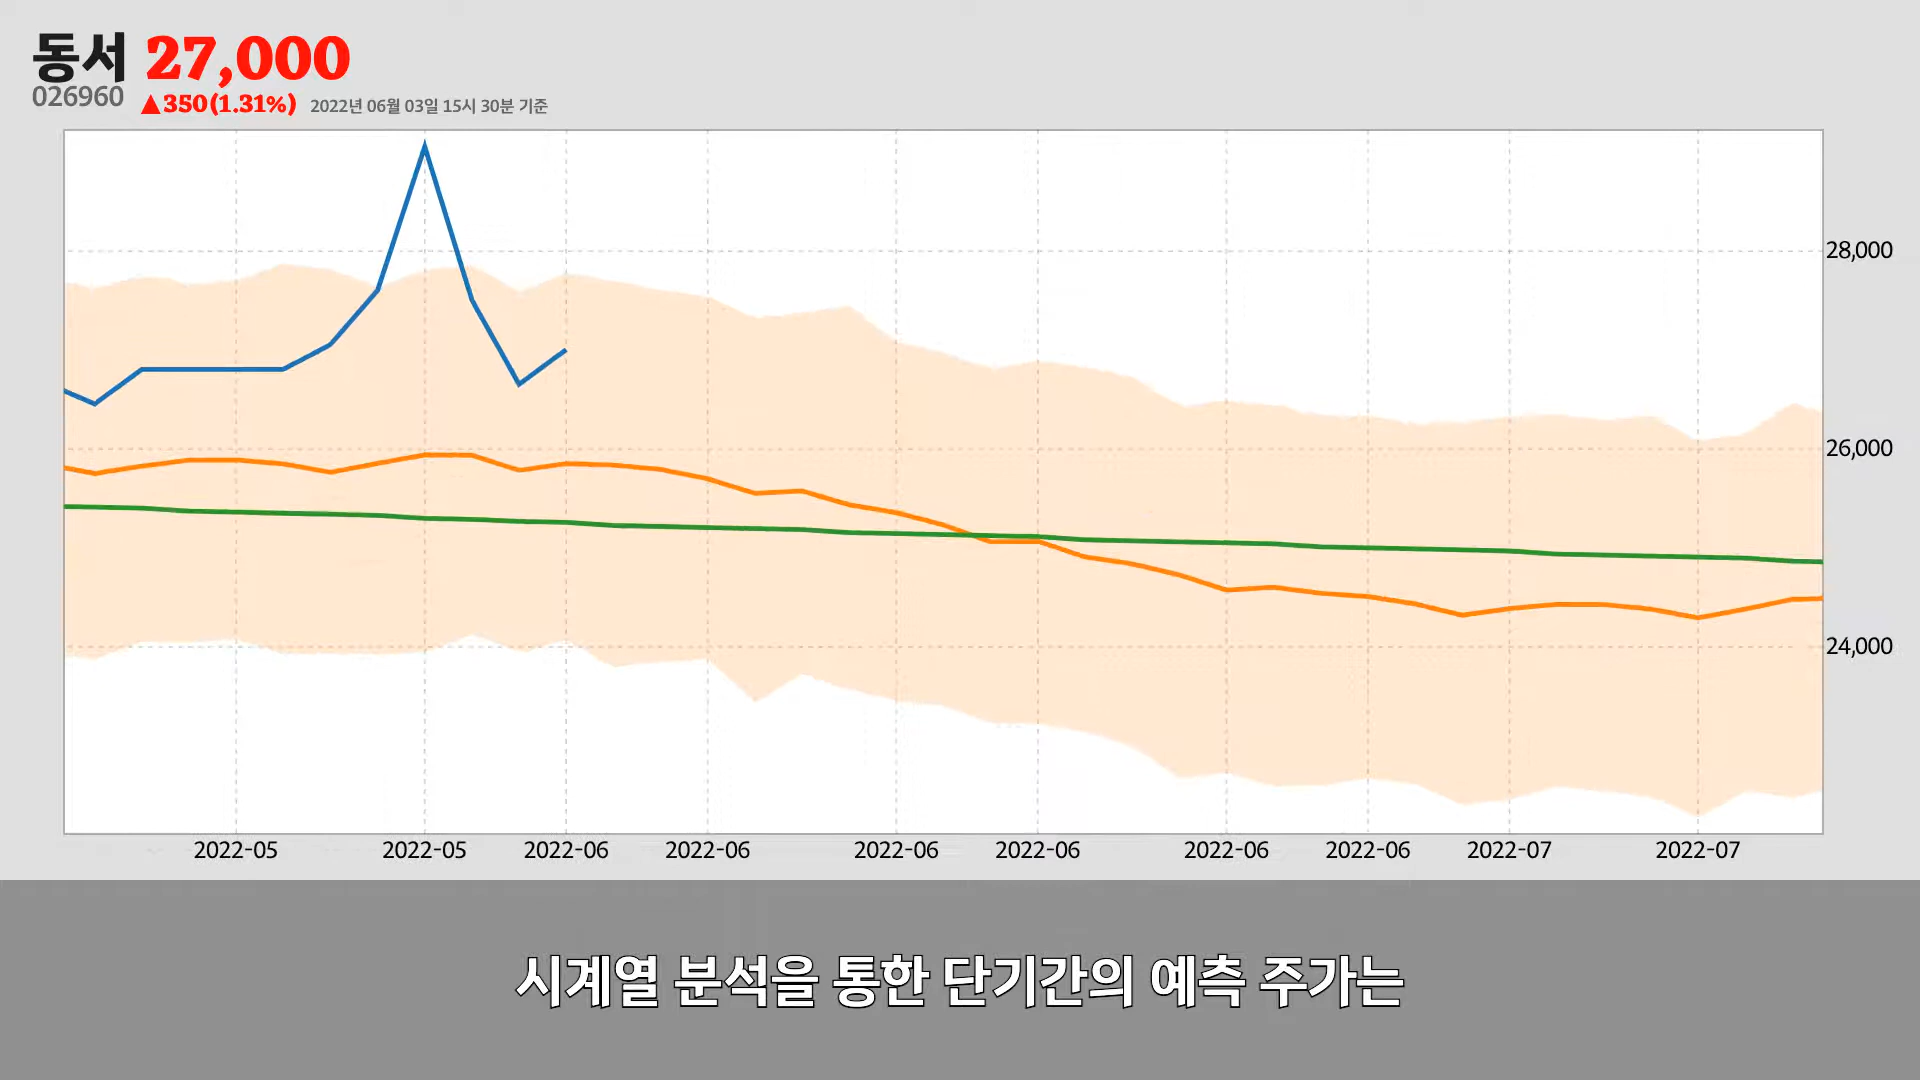 동서 27,000
026960 ▲350(1.31%) 2022년 06월 03일 15시 30분 기준
28,000
26,000
24,000
2022-05 2022-05 2022-06 2022-06 2022-06 2022-06 2022-06 2022-06 2022-07 2022-07
시계열 분석을 통한 단기간의 예측 주가는